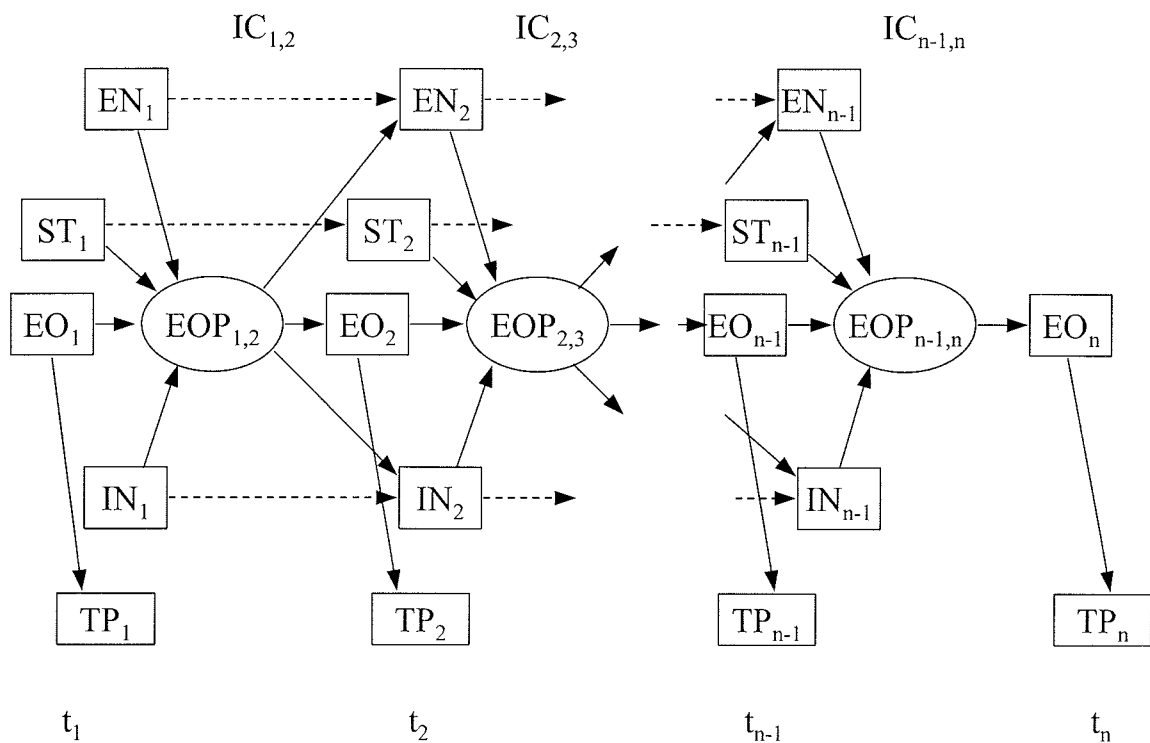 IC1,2 IC2,3 ICn-1,n
EN1 EN2 ENn-1
ST1 ST2 STn-1
EO1 EOP1,2 EO2 EOP2,3 EOn-1 EOPn-1,n EOn
IN1 IN2 INn-1
TP1 TP2 TPn-1 TPn
t1 t2 tn-1 tn